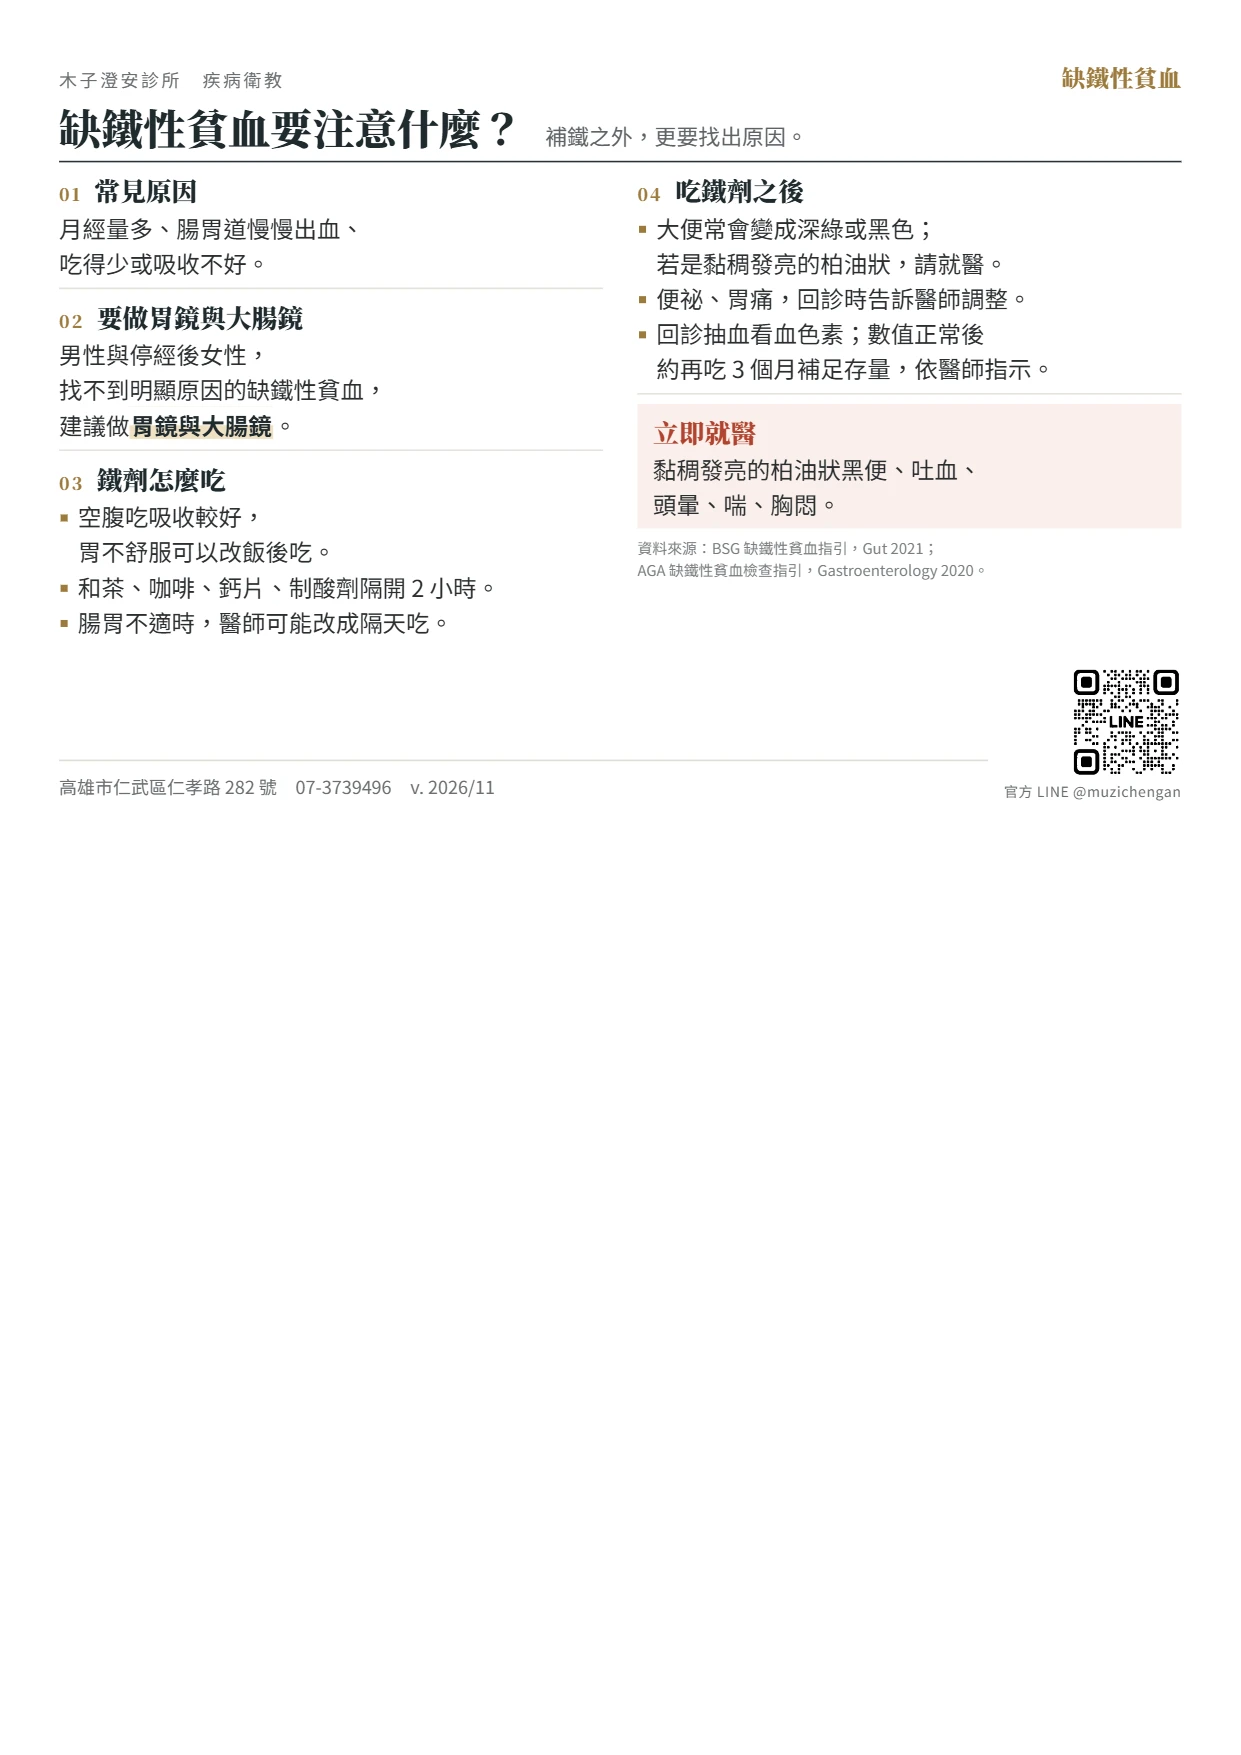 木子澄安診所　疾病衛教
缺鐵性貧血
缺鐵性貧血要注意什麼？　補鐵之外，更要找出原因。
01 常見原因
月經量多、腸胃道慢慢出血、
吃得少或吸收不好。
02 要做胃鏡與大腸鏡
男性與停經後女性，
找不到明顯原因的缺鐵性貧血，
建議做胃鏡與大腸鏡。
03 鐵劑怎麼吃
▪ 空腹吃吸收較好，
胃不舒服可以改飯後吃。
▪ 和茶、咖啡、鈣片、制酸劑隔開 2 小時。
▪ 腸胃不適時，醫師可能改成隔天吃。
04 吃鐵劑之後
▪ 大便常會變成深綠或黑色；
若是黏稠發亮的柏油狀，請就醫。
▪ 便祕、胃痛，回診時告訴醫師調整。
▪ 回診抽血看血色素；數值正常後
約再吃 3 個月補足存量，依醫師指示。
立即就醫
黏稠發亮的柏油狀黑便、吐血、
頭暈、喘、胸悶。
資料來源：BSG 缺鐵性貧血指引，Gut 2021；
AGA 缺鐵性貧血檢查指引，Gastroenterology 2020。
LINE
高雄市仁武區仁孝路 282 號　07-3739496　v. 2026/11
官方 LINE @muzichengan